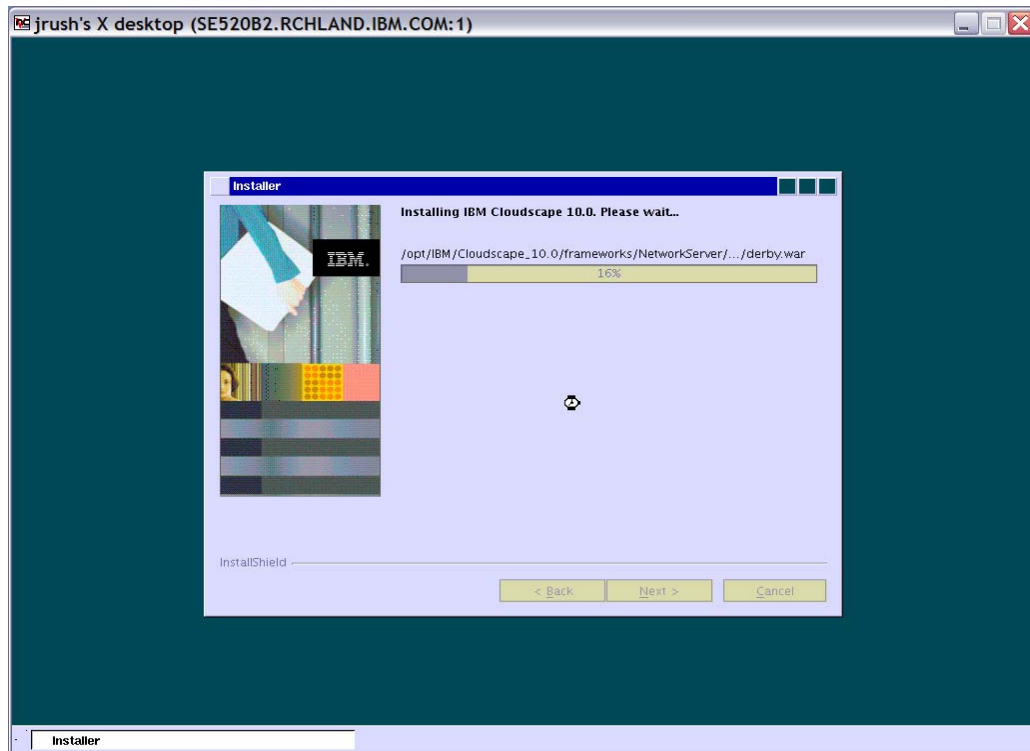 jrush's X desktop (SE520B2.RCHLAND.IBM.COM:1)
Installer
Installing IBM Cloudscape 10.0. Please wait...
IBM.
/opt/IBM/Cloudscape_10.0/frameworks/NetworkServer/.../derby.war
16%
InstallShield
< Back
Next >
Cancel
Installer